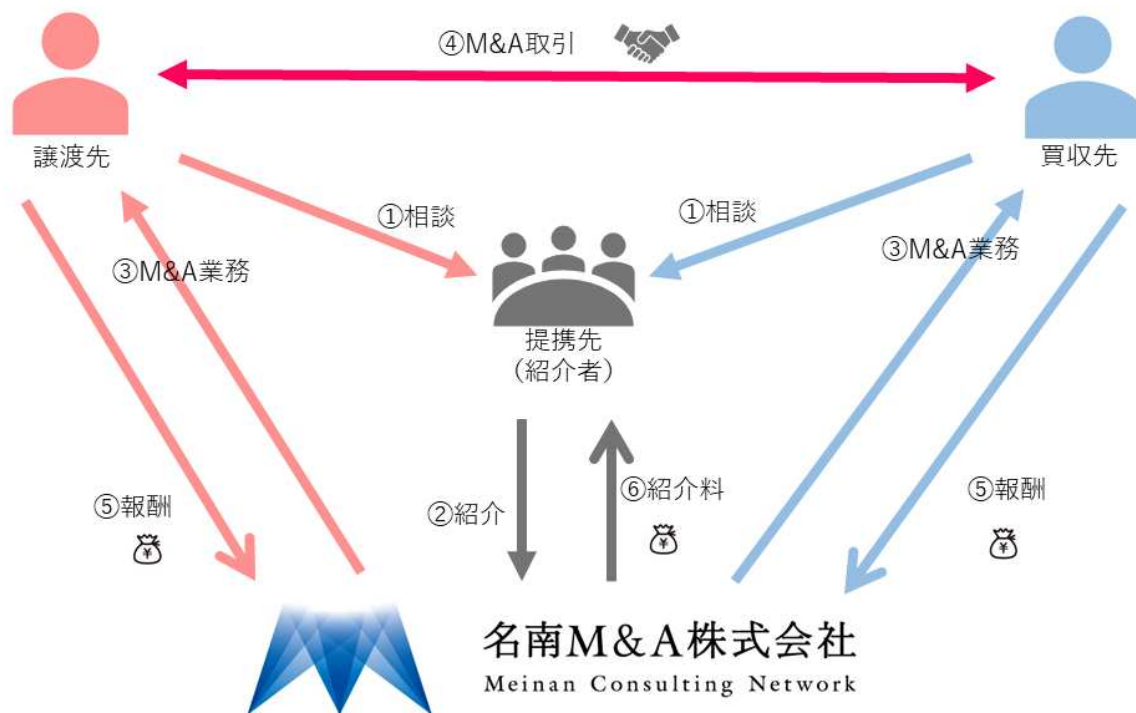 ④M&A取引
譲渡先
買収先
①相談
①相談
③M&A業務
③M&A業務
提携先
（紹介者）
⑤報酬
¥
②紹介
⑥紹介料
¥
⑤報酬
¥
名南M&A株式会社
Meinan Consulting Network